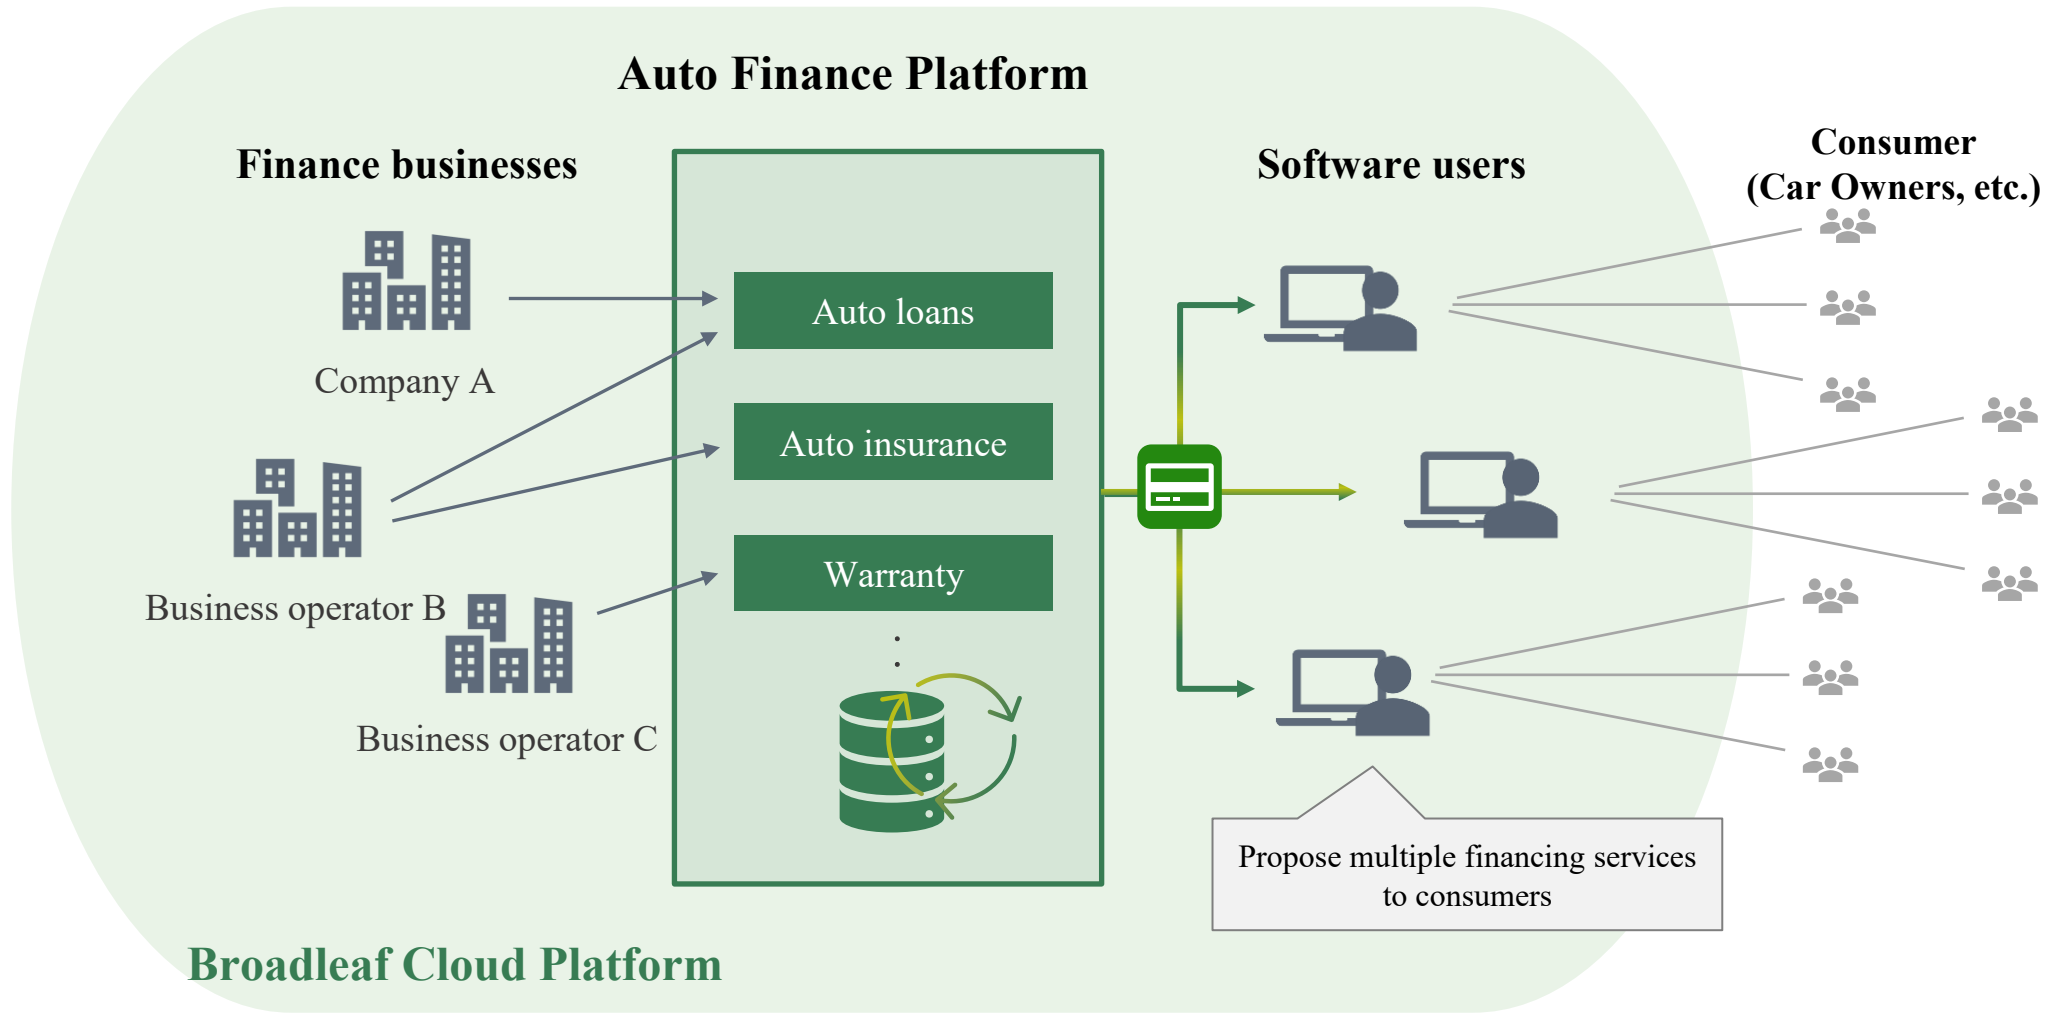 Auto Finance Platform
Finance businesses
Software users
Consumer
(Car Owners, etc.)
Company A
Business operator B
Business operator C
Auto loans
Auto insurance
Warranty
Propose multiple financing services
to consumers
Broadleaf Cloud Platform